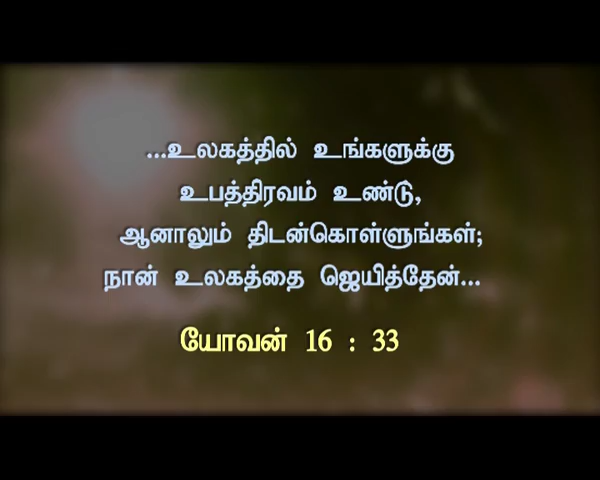 ...உலகத்தில் உங்களுக்கு
உபத்திரவம் உண்டு,
ஆனாலும் திடன்கொள்ளுங்கள்;
நான் உலகத்தை ஜெயித்தேன்...
யோவன் 16 : 33